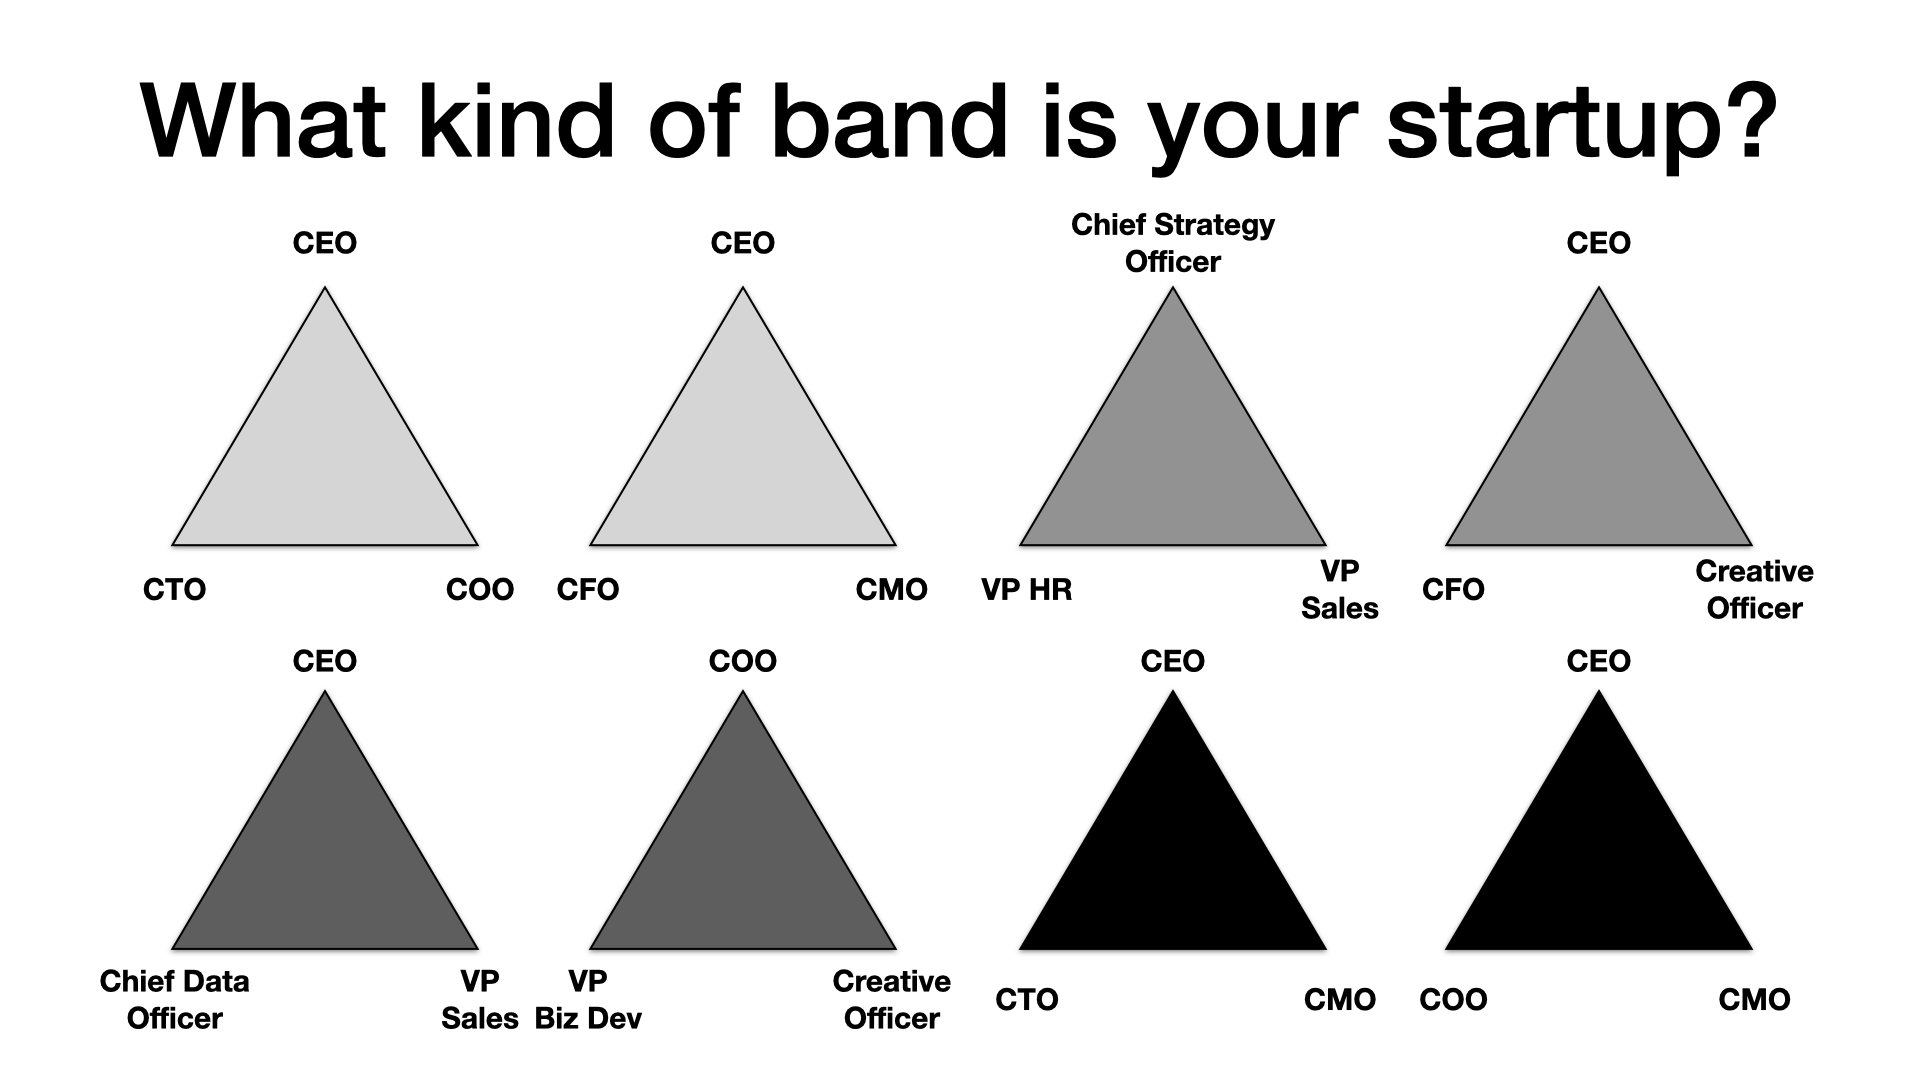 What kind of band is your startup?
CEO
CTO
COO
CEO
CFO
CMO
Chief Strategy
Officer
VP HR
VP
Sales
CEO
CFO
Creative
Officer
CEO
Chief Data
Officer
VP
Sales
COO
VP
Biz Dev
Creative
Officer
CEO
CTO
CMO
CEO
COO
CMO